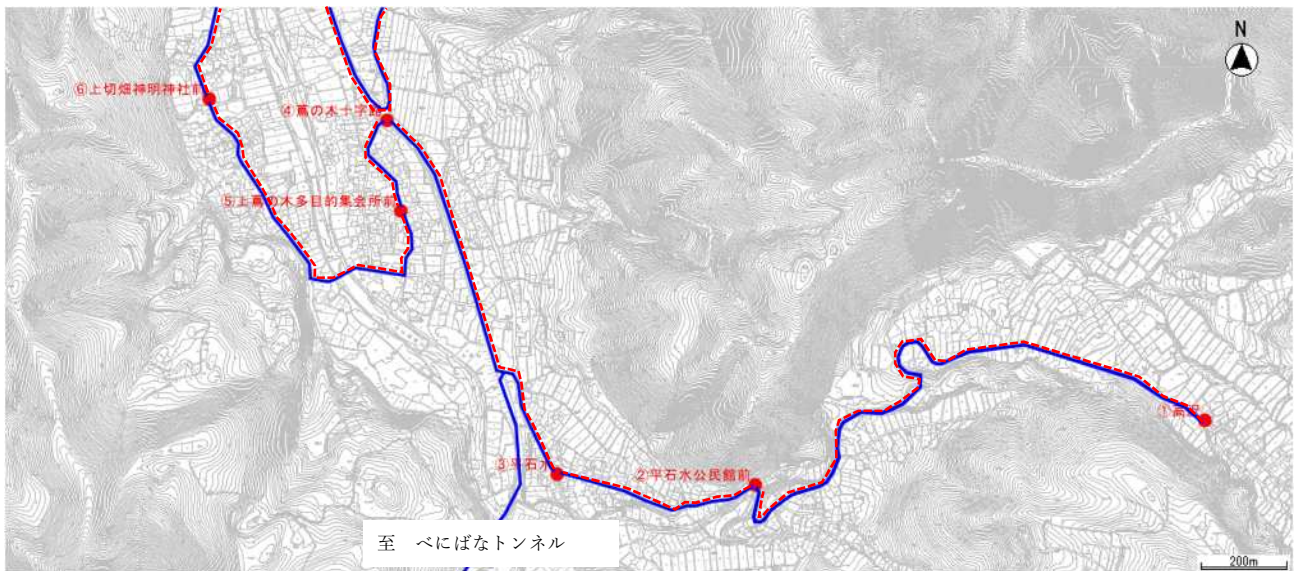 N
⑥上切畑神明神社前
④蔦の木十字路
⑤上蔦の木多目的集会所前
①高沢
③平石水
②平石水公民館前
至 べにばなトンネル
200m